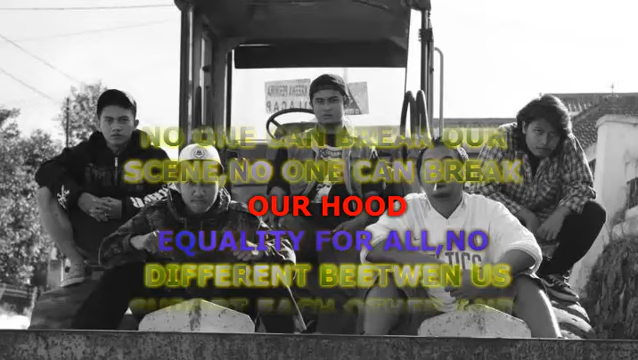 NO ONE CAN BREAK OUR
SCENE,NO ONE CAN BREAK
OUR HOOD
EQUALITY FOR ALL,NO
DIFFERENT BEETWEN US